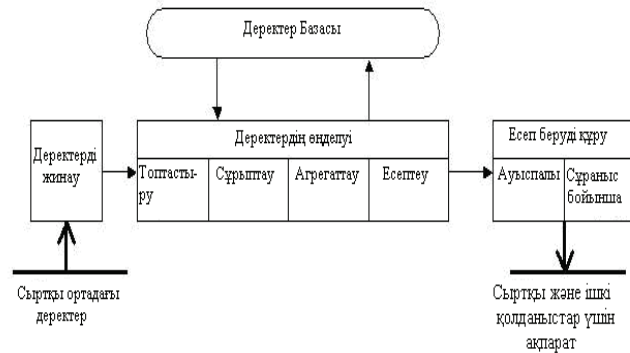 Деректер Базасы
Деректерді
жинау
Деректердің өңделуі
Топтасты-
ру
Сұрыптау
Агрегаттау
Есептеу
Есеп беруді құру
Ауыспалы
Сұраныс
бойынша
Сыртқы ортадағы
деректер
Сыртқы және ішкі
қолданыстар үшін
ақпарат